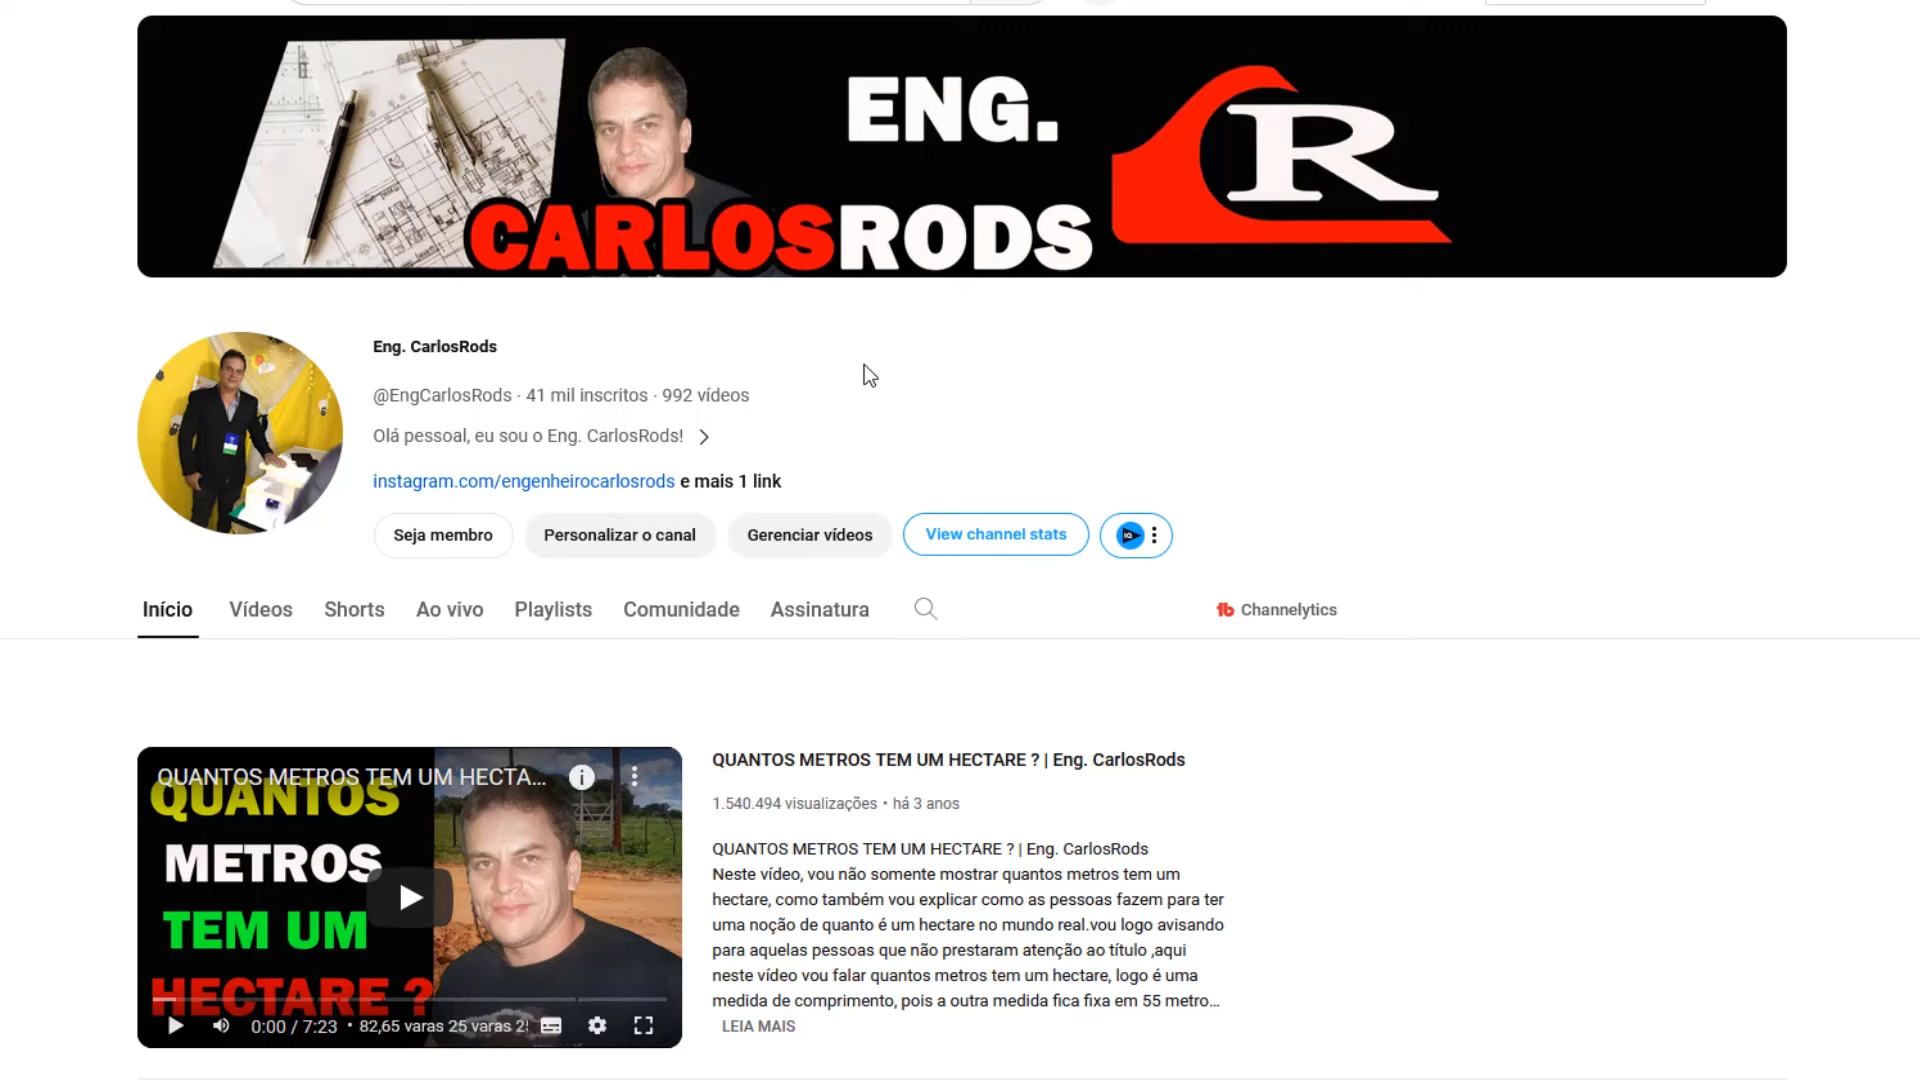 ENG.
CARLOSRODS
R
Eng. CarlosRods
@EngCarlosRods · 41 mil inscritos · 992 vídeos
Olá pessoal, eu sou o Eng. CarlosRods!
instagram.com/engenheirocarlosrods e mais 1 link
Seja membro
Personalizar o canal
Gerenciar vídeos
View channel stats
Início
Vídeos
Shorts
Ao vivo
Playlists
Comunidade
Assinatura
Channelytics
QUANTOS METROS TEM UM HECTA...
QUANTOS
METROS
TEM UM
HECTARE ?
0:00 / 7:23 • 82,65 varas 25 varas 2
QUANTOS METROS TEM UM HECTARE ? | Eng. CarlosRods
1.540.494 visualizações • há 3 anos
QUANTOS METROS TEM UM HECTARE ? | Eng. CarlosRods
Neste vídeo, vou não somente mostrar quantos metros tem um
hectare, como também vou explicar como as pessoas fazem para ter
uma noção de quanto é um hectare no mundo real.vou logo avisando
para aquelas pessoas que não prestaram atenção ao título ,aqui
neste vídeo vou falar quantos metros tem um hectare, logo é uma
medida de comprimento, pois a outra medida fica fixa em 55 metro...
LEIA MAIS